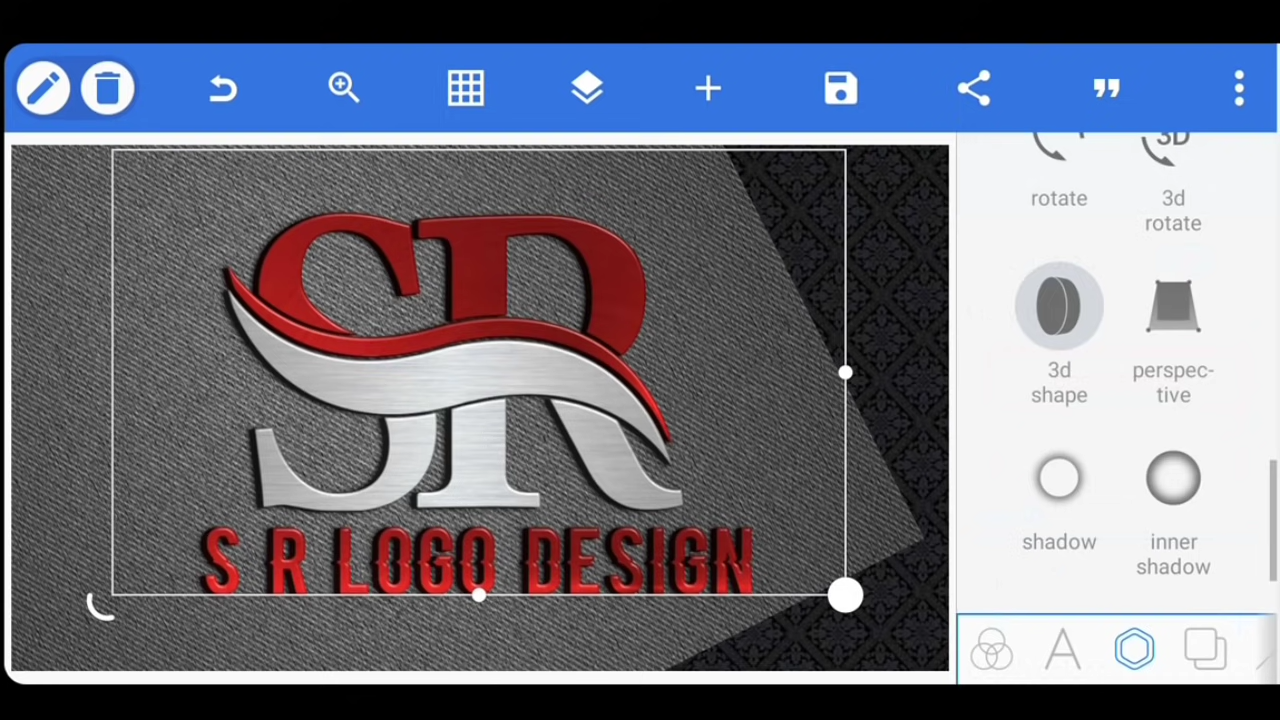 3D
rotate
3d
rotate
SR
3d
shape
perspec-
tive
shadow
inner
shadow
S R LOGO DESIGN
A